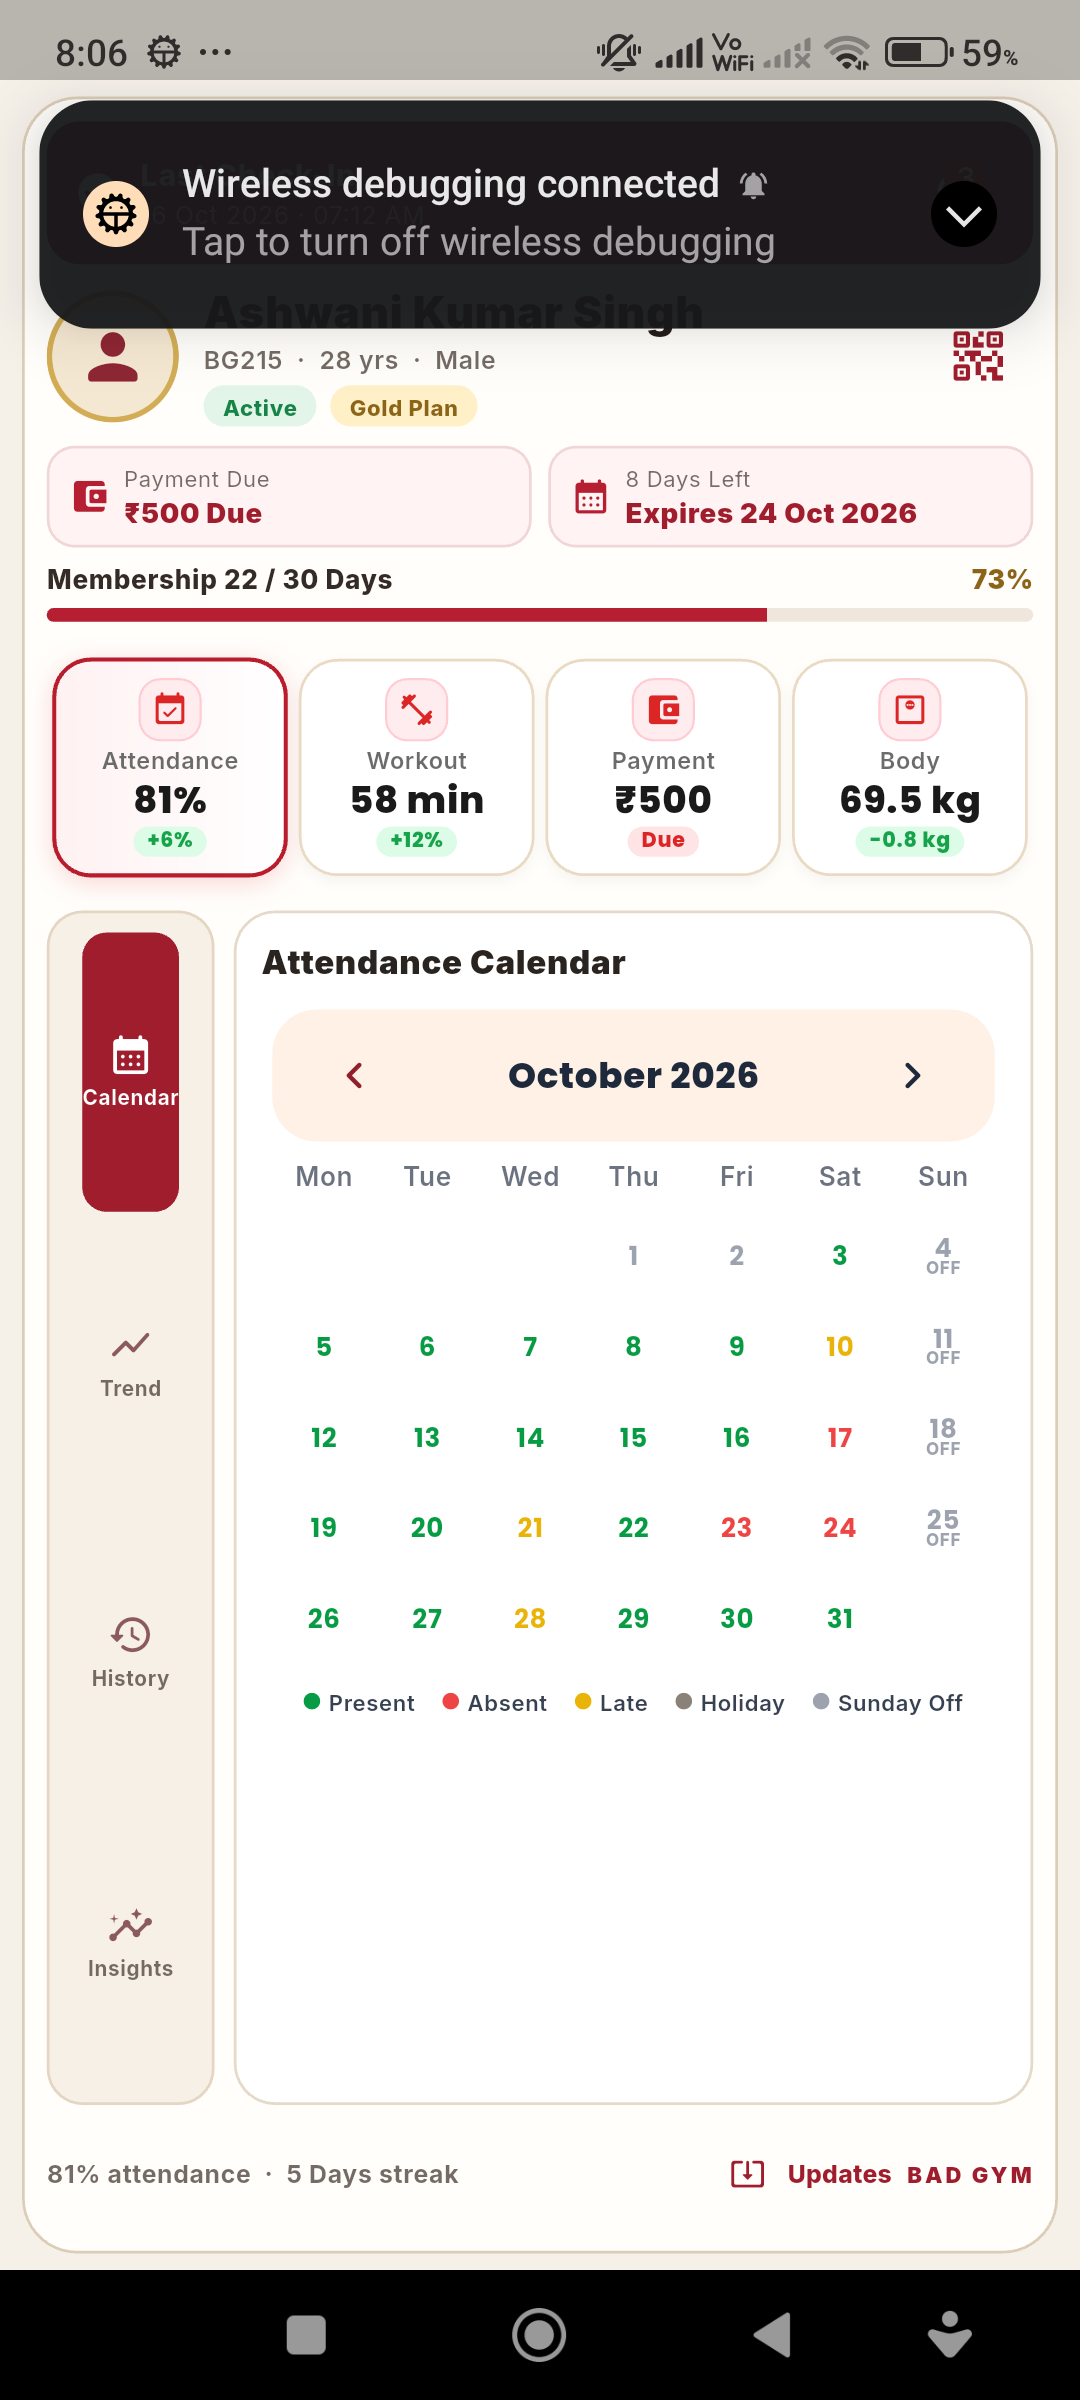 8:06 ... Vo WiFi 59%
Wireless debugging connected
Tap to turn off wireless debugging
Ashwani Kumar Singh
BG215 · 28 yrs · Male
Active Gold Plan
Payment Due
₹500 Due
8 Days Left
Expires 24 Oct 2026
Membership 22 / 30 Days 73%
Attendance
81%
+6%
Workout
58 min
+12%
Payment
₹500
Due
Body
69.5 kg
-0.8 kg
Calendar
Trend
History
Insights
Attendance Calendar
October 2026
Mon Tue Wed Thu Fri Sat Sun
1 2 3 4
OFF
5 6 7 8 9 10 11
OFF
12 13 14 15 16 17 18
OFF
19 20 21 22 23 24 25
OFF
26 27 28 29 30 31
Present Absent Late Holiday Sunday Off
81% attendance · 5 Days streak
Updates BAD GYM